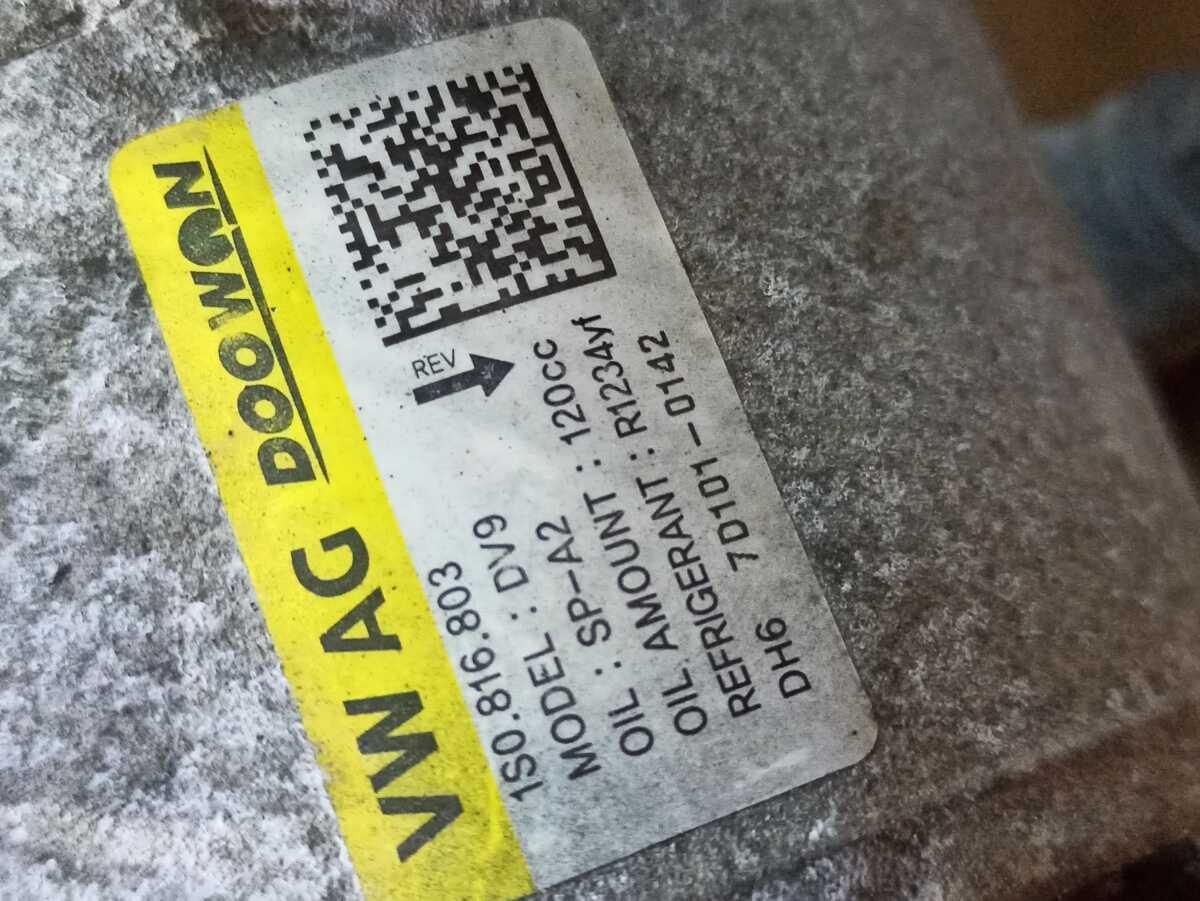 VW AG DOOWON
1S0.816.803
MODEL : DV9
OIL : SP-A2
OIL AMOUNT : 120cc
REFRIGERANT : R1234yf
DH6 7D101-0142
REV